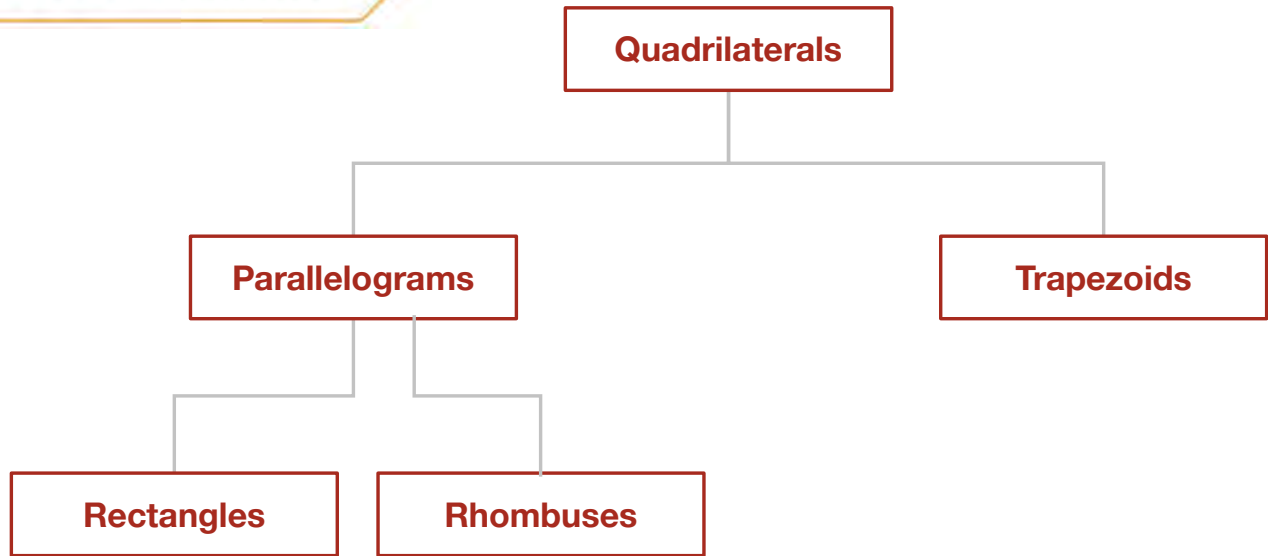 Quadrilaterals
Parallelograms
Trapezoids
Rectangles
Rhombuses